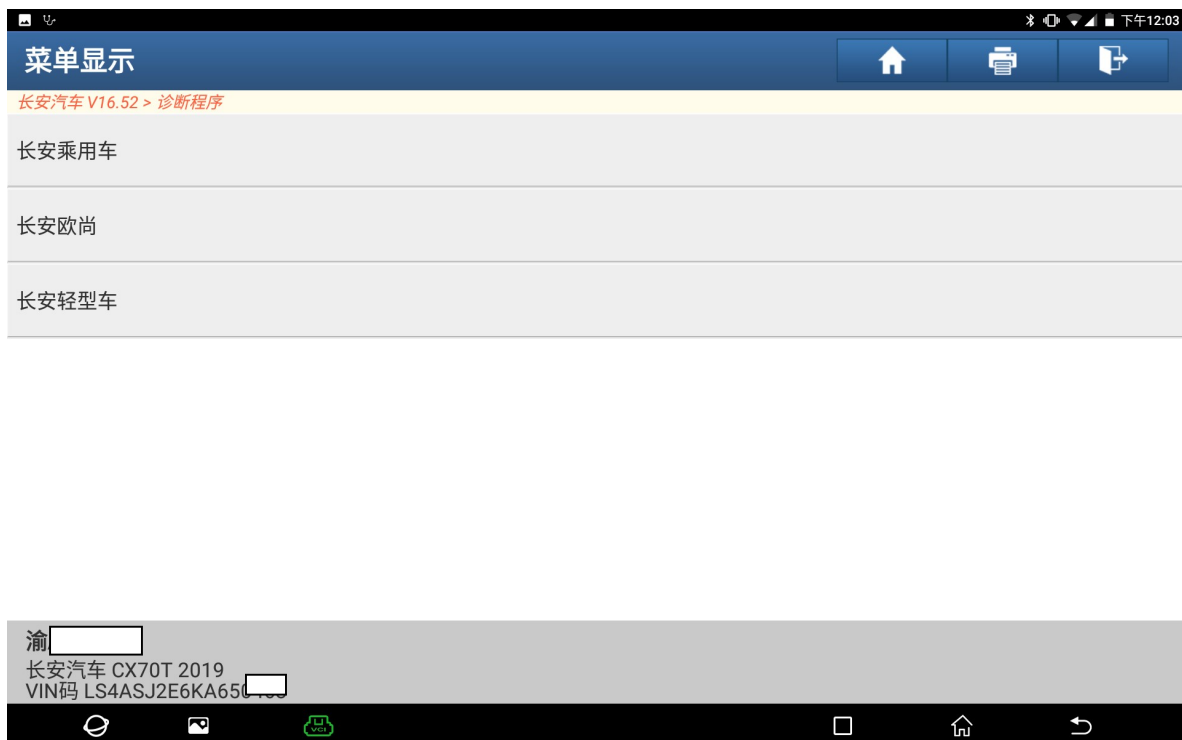 下午12:03
菜单显示
长安汽车 V16.52 > 诊断程序
长安乘用车
长安欧尚
长安轻型车
渝
长安汽车 CX70T 2019
VIN码 LS4ASJ2E6KA650
VCI